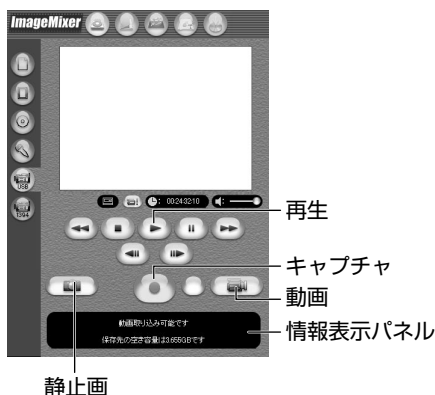 ImageMixer
USB
1394
00:24:32:10
再生
キャプチャ
動画
動画取り込み可能です
保存先の空き容量は3.655GBです
情報表示パネル
静止画